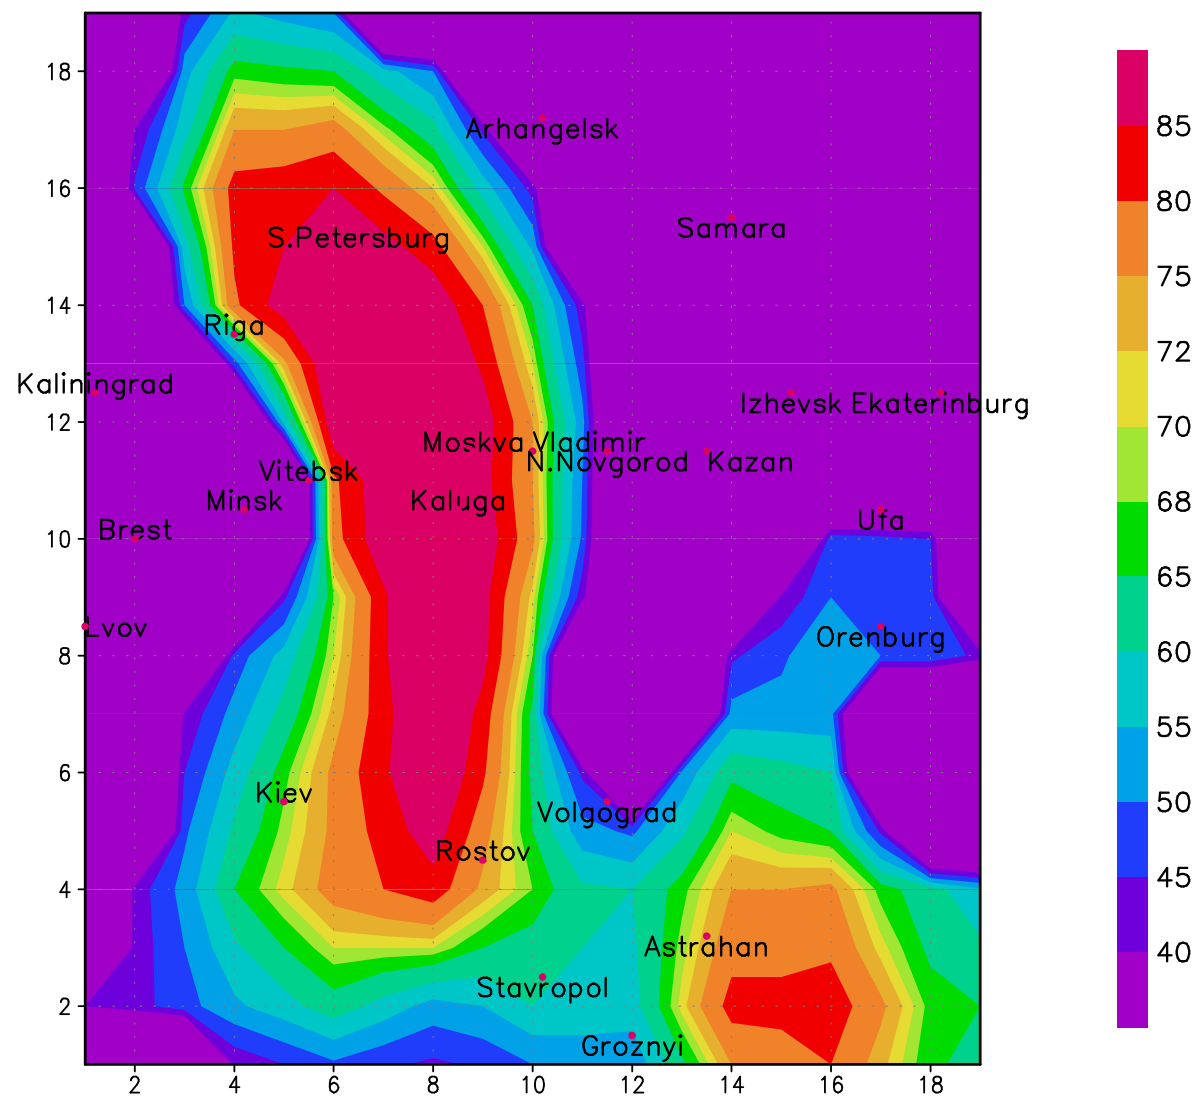 18
Arhangelsk
85
16
80
S.Petersburg
Samara
75
14
Riga
72
Kaliningrad
Izhevsk Ekaterinburg
12
70
Moskva Vladimir
N.Novgorod Kazan
Vitebsk
Minsk
Kaluga
68
Brest
Ufa
10
65
Lvov
Orenburg
8
60
55
6
Kiev
50
Volgograd
Rostov
4
45
Astrahan
40
Stavropol
2
Groznyi
2 4 6 8 10 12 14 16 18